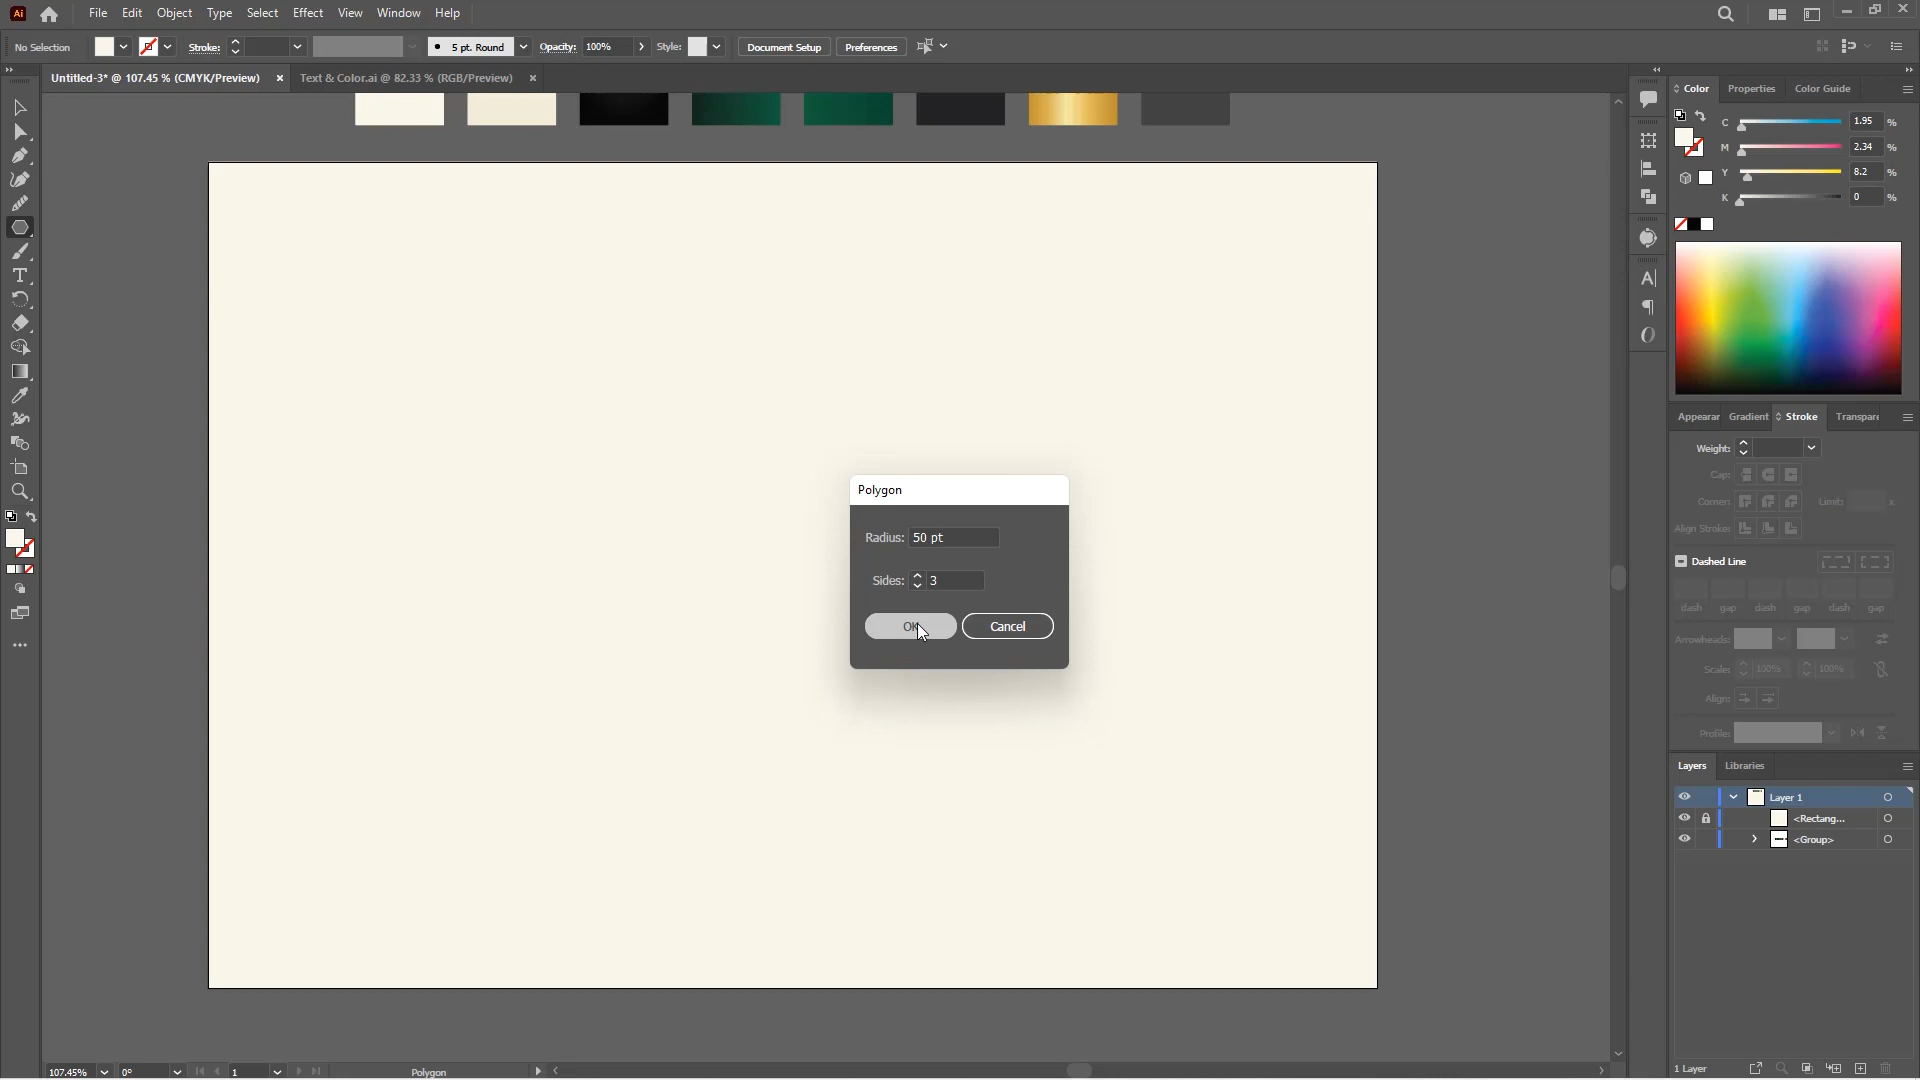 Ai File Edit Object Type Select Effect View Window Help
No Selection Stroke: 5 pt. Round Opacity: 100% Style: Document Setup Preferences
Untitled-3* @ 107.45 % (CMYK/Preview) × Text & Color.ai @ 82.33 % (RGB/Preview) ×
Color Properties Color Guide
C 1.95 %
M 2.34 %
Y 8.2 %
K 0 %
Appearar Gradient Stroke Transpare
Weight:
Cap:
Corner: Limit: x
Align Stroke:
Dashed Line
dash gap dash gap dash gap
Arrowheads:
Scale: 100% 100%
Align:
Profile:
Polygon
Radius: 50 pt
Sides: 3
OK Cancel
Layers Libraries
Layer 1
<Rectang...
<Group>
107.45% 0° 1 Polygon
1 Layer